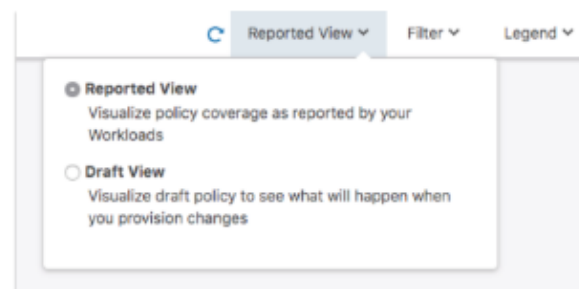 Reported View Filter Legend
Reported View
Visualize policy coverage as reported by your
Workloads
Draft View
Visualize draft policy to see what will happen when
you provision changes